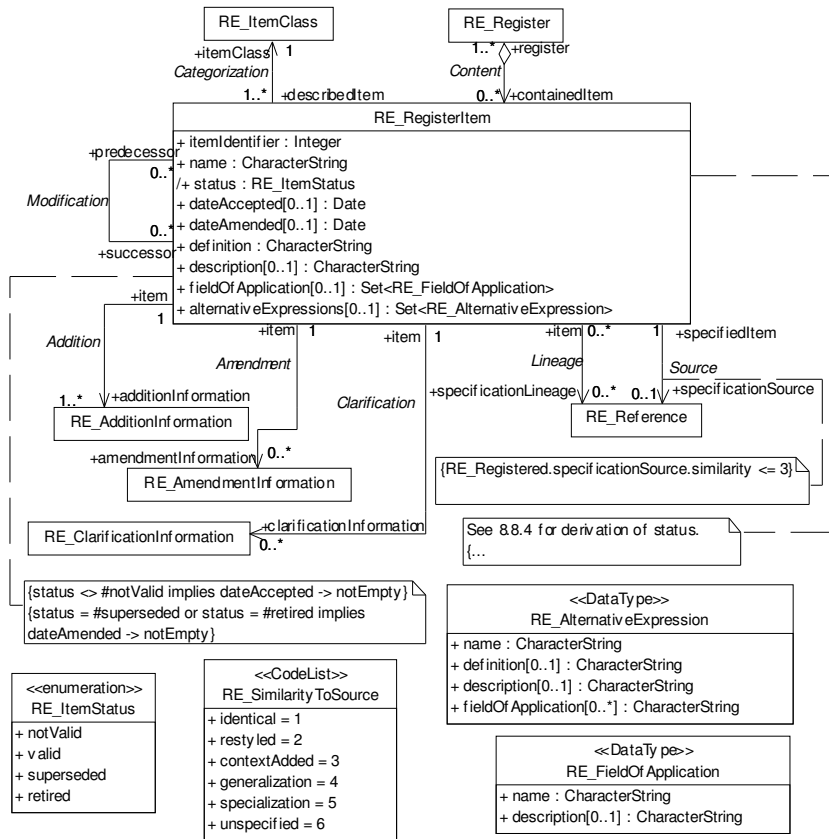 RE_ItemClass
RE_Register
+itemClass 1
1..* +register
Categorization
Content
1..* +describedItem
0..* +containedItem
RE_RegisterItem
+ itemIdentifier : Integer
+ name : CharacterString
/+ status : RE_ItemStatus
+ dateAccepted[0..1] : Date
+ dateAmended[0..1] : Date
+ definition : CharacterString
+ description[0..1] : CharacterString
+ fieldOfApplication[0..1] : Set<RE_FieldOfApplication>
+ alternativeExpressions[0..1] : Set<RE_AlternativeExpression>
+predecessor
0..*
Modification
0..*
+successor
+item
1
Addition
1..* +additionInformation
RE_AdditionInformation
+item 1
Amendment
+amendmentInformation 0..*
RE_AmendmentInformation
+item 1
Clarification
+clarificationInformation
0..*
RE_ClarificationInformation
+item 0..*
Lineage
+specificationLineage 0..*
1 +specifiedItem
Source
0..1 +specificationSource
RE_Reference
{RE_Registered.specificationSource.similarity <= 3}
See 8.8.4 for derivation of status.
{...
{status <> #notValid implies dateAccepted -> notEmpty}
{status = #superseded or status = #retired implies
dateAmended -> notEmpty}
<<DataType>>
RE_AlternativeExpression
+ name : CharacterString
+ definition[0..1] : CharacterString
+ description[0..1] : CharacterString
+ fieldOfApplication[0..*] : CharacterString
<<enumeration>>
RE_ItemStatus
+ notValid
+ valid
+ superseded
+ retired
<<CodeList>>
RE_SimilarityToSource
+ identical = 1
+ restyled = 2
+ contextAdded = 3
+ generalization = 4
+ specialization = 5
+ unspecified = 6
<<DataType>>
RE_FieldOfApplication
+ name : CharacterString
+ description[0..1] : CharacterString